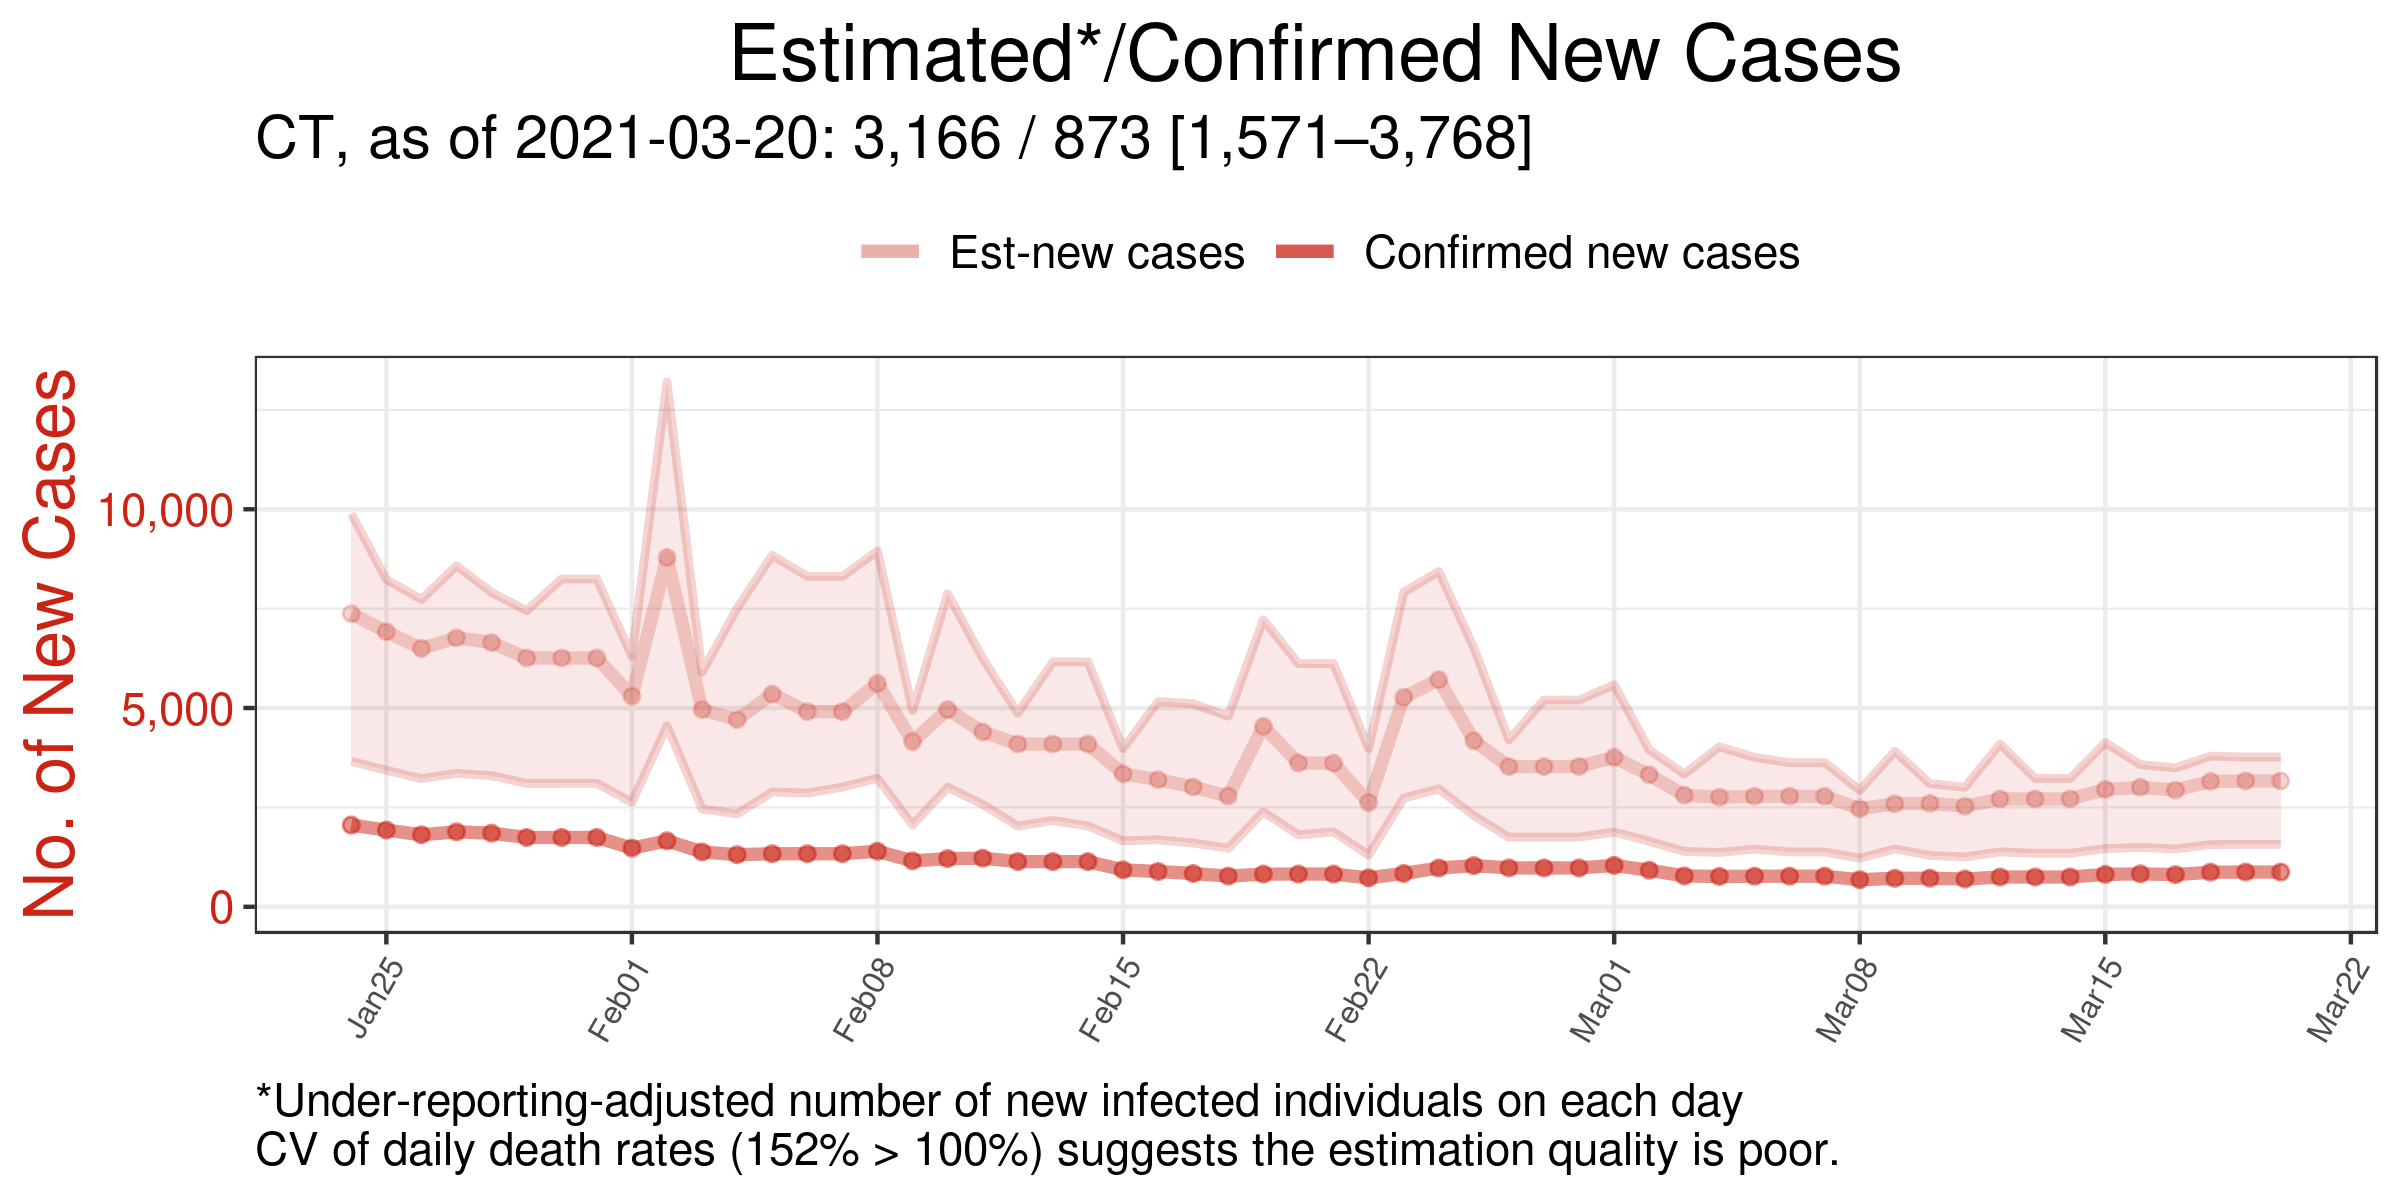 Estimated*/Confirmed New Cases
CT, as of 2021-03-20: 3,166 / 873 [1,571–3,768]
Est-new cases Confirmed new cases
No. of New Cases
10,000
5,000
0
Jan25 Feb01 Feb08 Feb15 Feb22 Mar01 Mar08 Mar15 Mar22
*Under-reporting-adjusted number of new infected individuals on each day
CV of daily death rates (152% > 100%) suggests the estimation quality is poor.